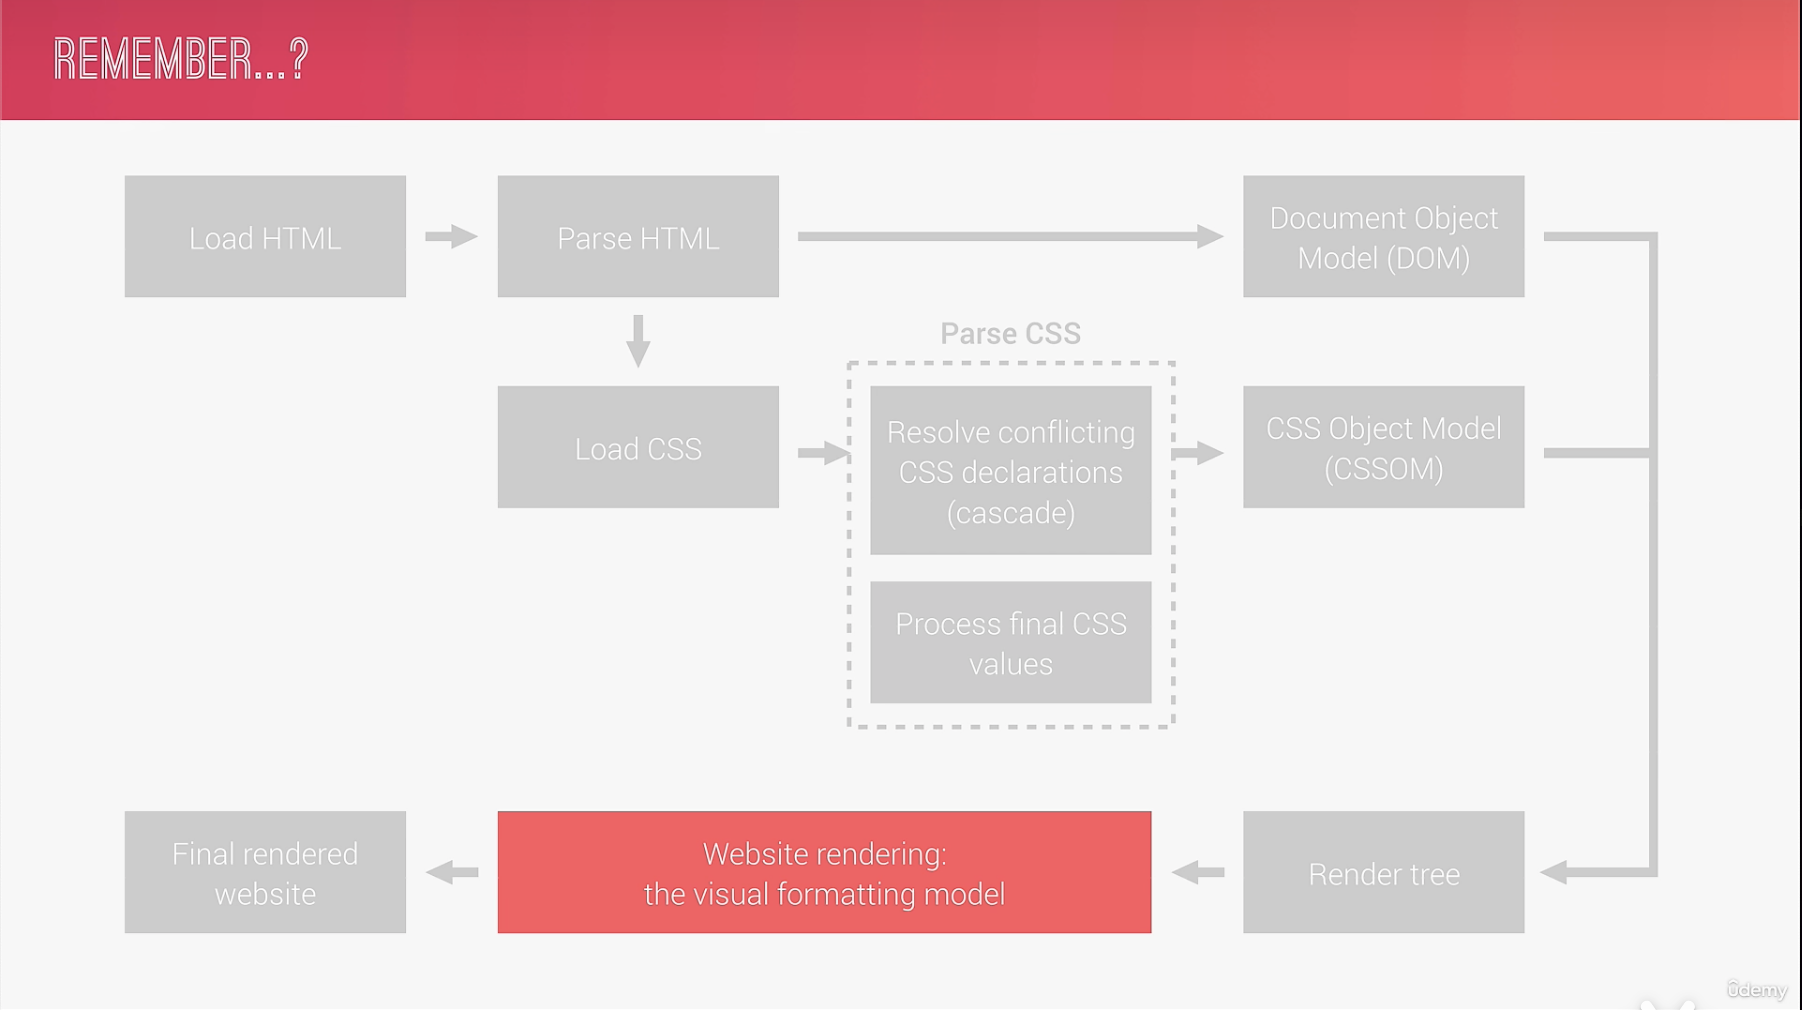 REMEMBER...?
Load HTML
Parse HTML
Document Object
Model (DOM)
Parse CSS
Load CSS
Resolve conflicting
CSS declarations
(cascade)
CSS Object Model
(CSSOM)
Process final CSS
values
Final rendered
website
Website rendering:
the visual formatting model
Render tree
ûdemy